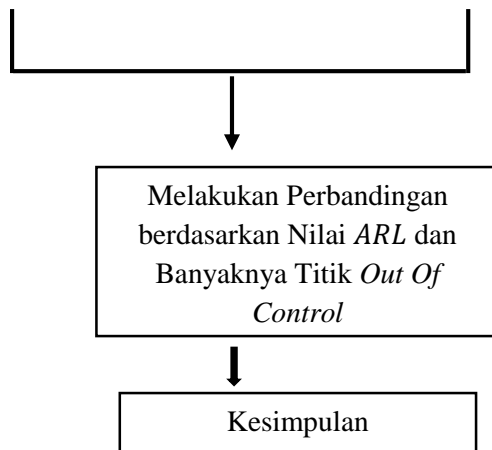 Melakukan Perbandingan
berdasarkan Nilai ARL dan
Banyaknya Titik Out Of
Control
Kesimpulan